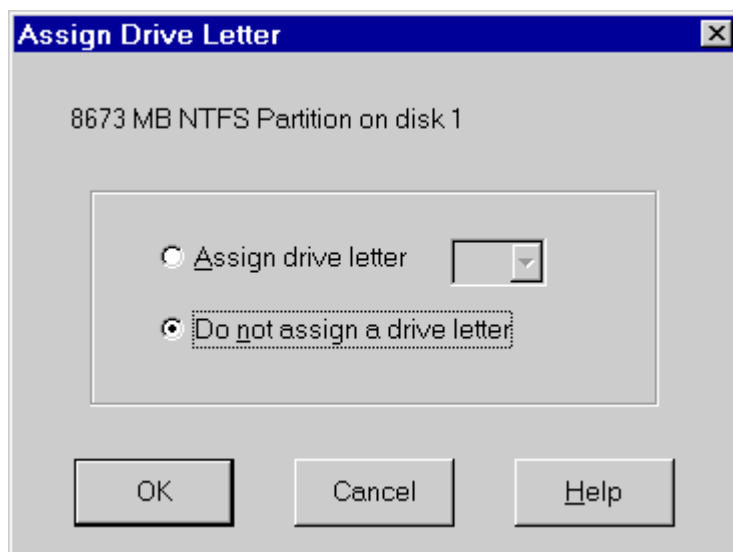 Assign Drive Letter
8673 MB NTFS Partition on disk 1
Assign drive letter
Do not assign a drive letter
OK Cancel Help